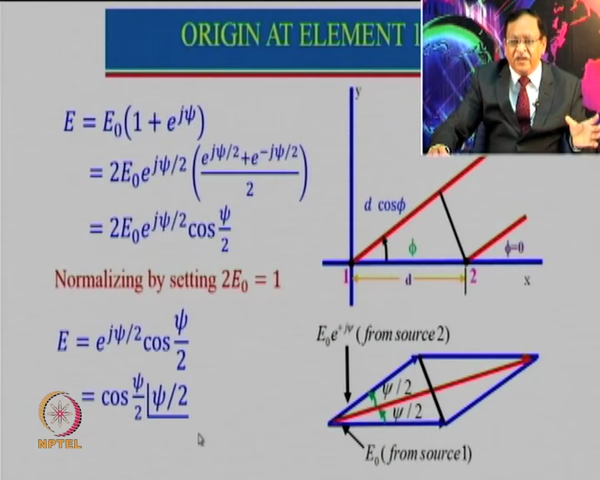 ORIGIN AT ELEMENT 1
E = E₀(1 + e^{jψ})
= 2E₀e^{jψ/2} (e^{jψ/2}+e^{-jψ/2} / 2)
= 2E₀e^{jψ/2} cos ψ/2
Normalizing by setting 2E₀ = 1
E = e^{jψ/2} cos ψ/2
= cos ψ/2 ⌊ψ/2
NPTEL
y
d cosϕ
ϕ
ϕ=0
1
d
2
x
E₀e^{+jψ} (from source 2)
ψ/2
ψ/2
E₀ (from source 1)